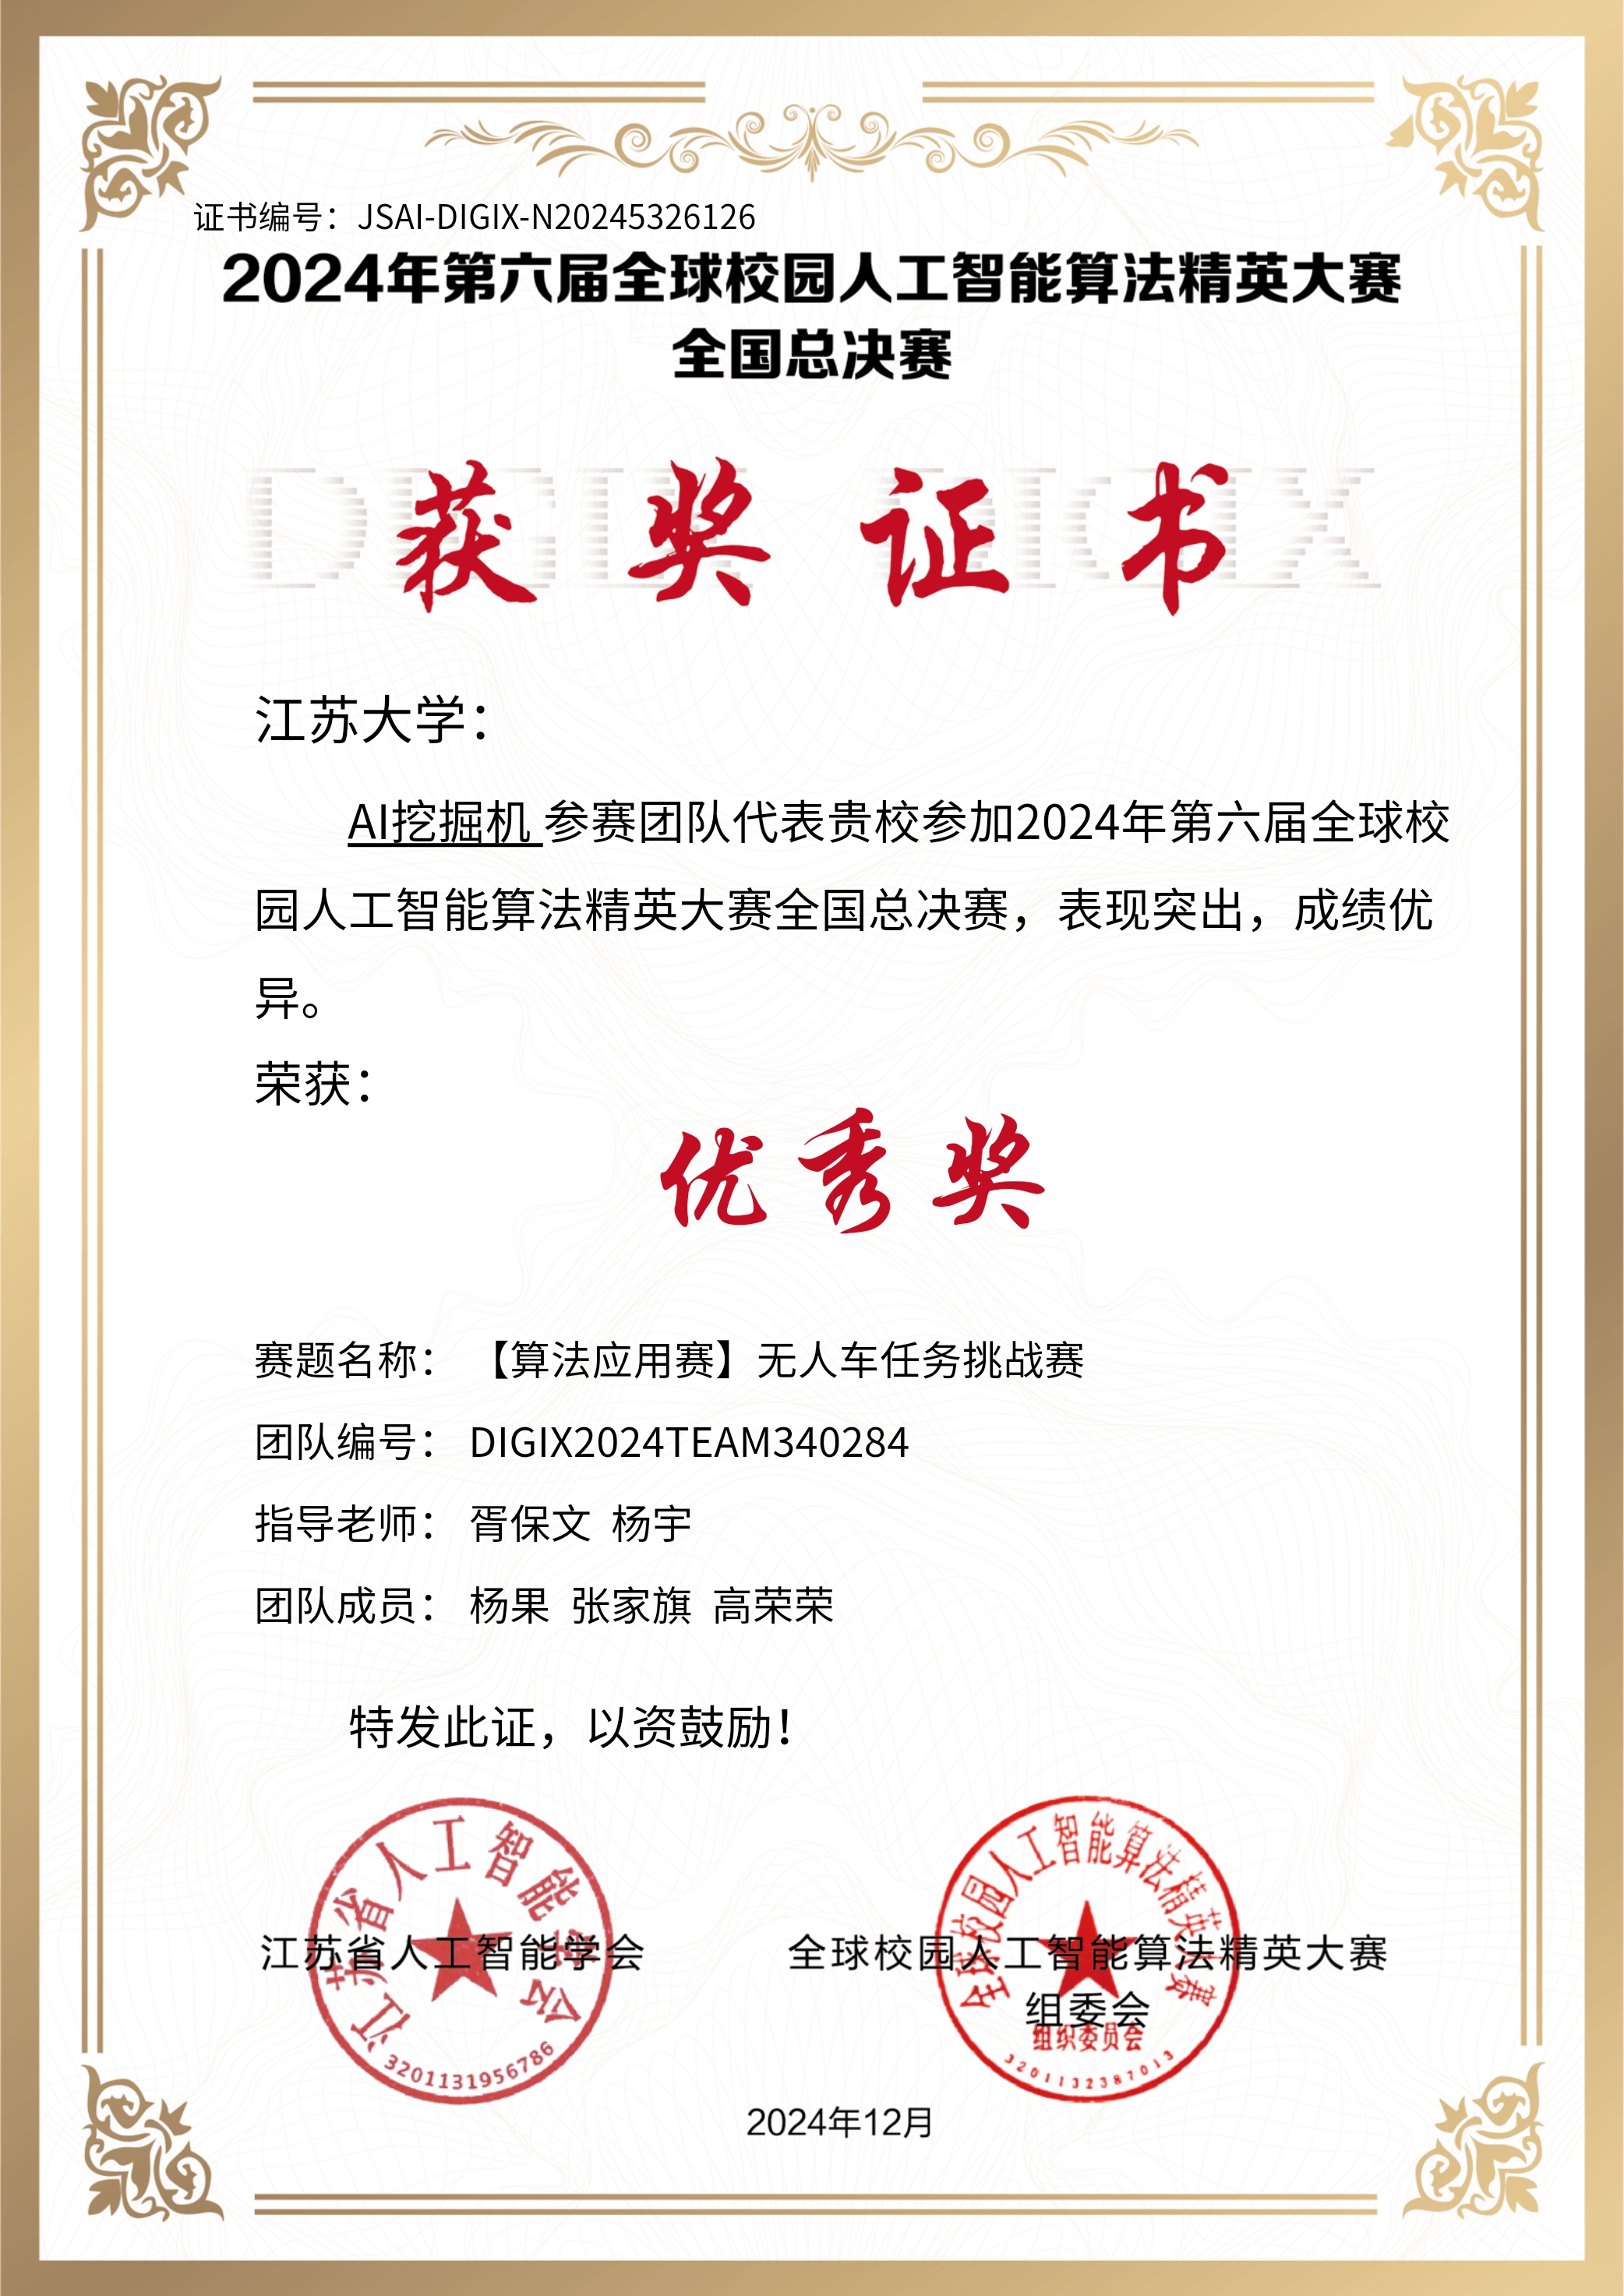 证书编号：JSAI-DIGIX-N20245326126
2024年第六届全球校园人工智能算法精英大赛
全国总决赛
DIGIX DIGIX
获奖证书
江苏大学：
AI挖掘机 参赛团队代表贵校参加2024年第六届全球校
园人工智能算法精英大赛全国总决赛，表现突出，成绩优
异。
荣获：
优秀奖
赛题名称：【算法应用赛】无人车任务挑战赛
团队编号：DIGIX2024TEAM340284
指导老师：胥保文 杨宇
团队成员：杨果 张家旗 高荣荣
特发此证，以资鼓励！
江苏省人工智能学会
3201131956786
江苏省人工智能学会
全球校园人工智能算法精英大赛
组织委员会
3201132387013
全球校园人工智能算法精英大赛
组委会
2024年12月